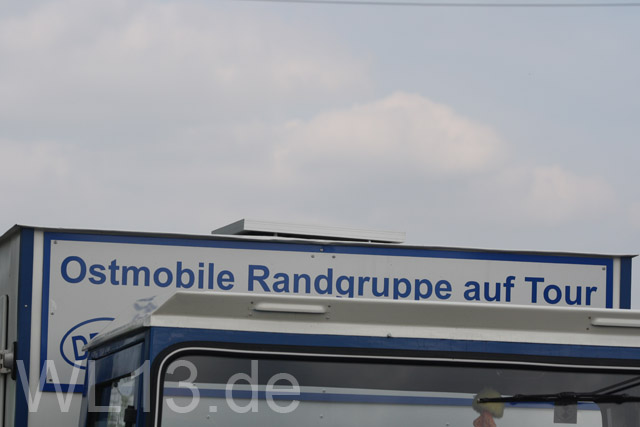 Ostmobile Randgruppe auf Tour
WL13.de